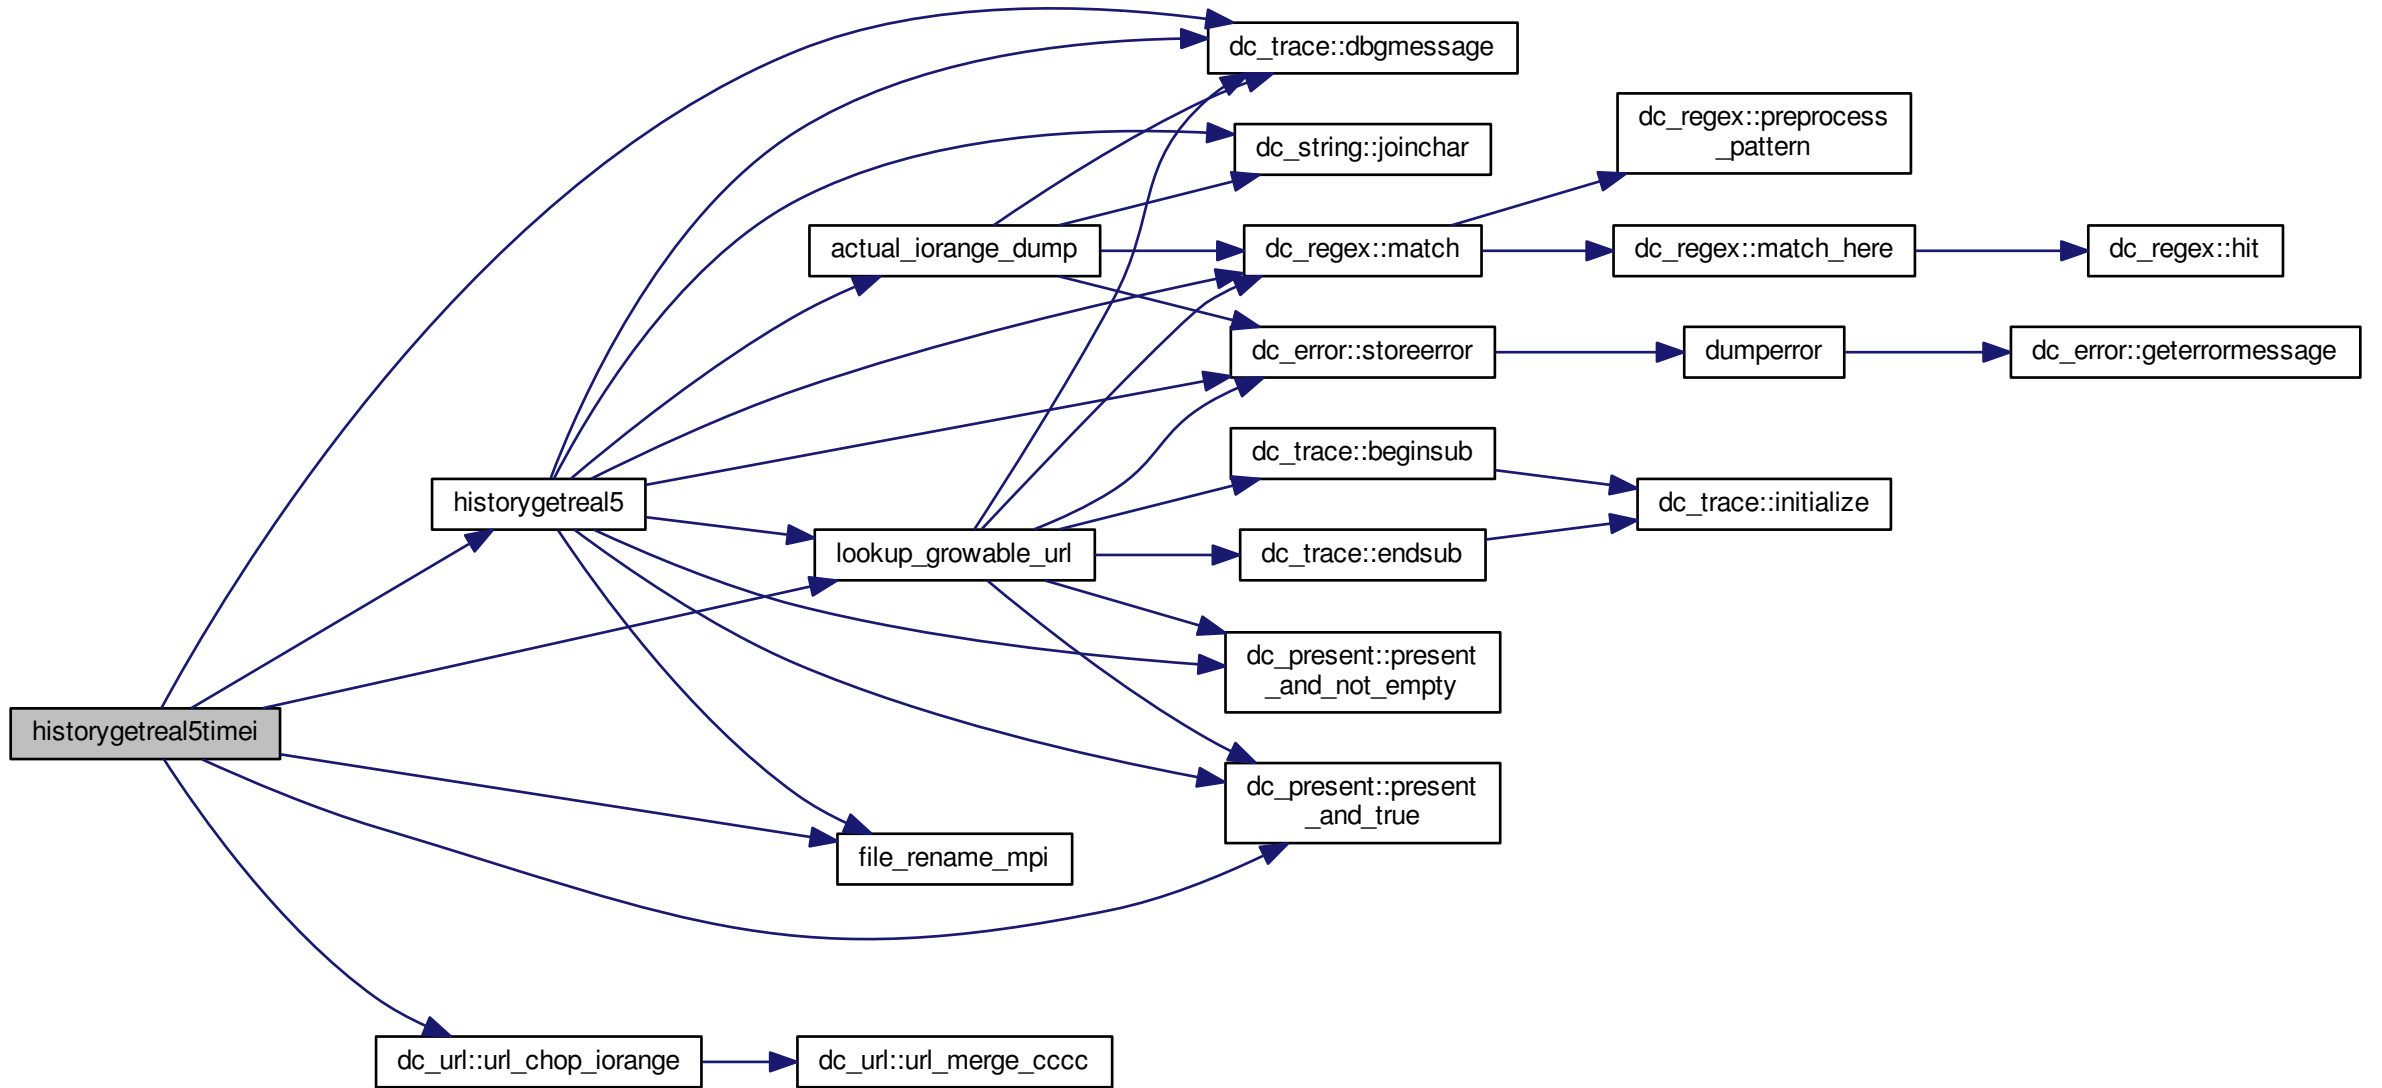 dc_trace::dbgmessage
dc_string::joinchar
dc_regex::preprocess
_pattern
actual_iorange_dump
dc_regex::match
dc_regex::match_here
dc_regex::hit
dc_error::storeerror
dumperror
dc_error::geterrormessage
dc_trace::beginsub
historygetreal5
dc_trace::initialize
lookup_growable_url
dc_trace::endsub
dc_present::present
_and_not_empty
historygetreal5timei
dc_present::present
_and_true
file_rename_mpi
dc_url::url_chop_iorange
dc_url::url_merge_cccc